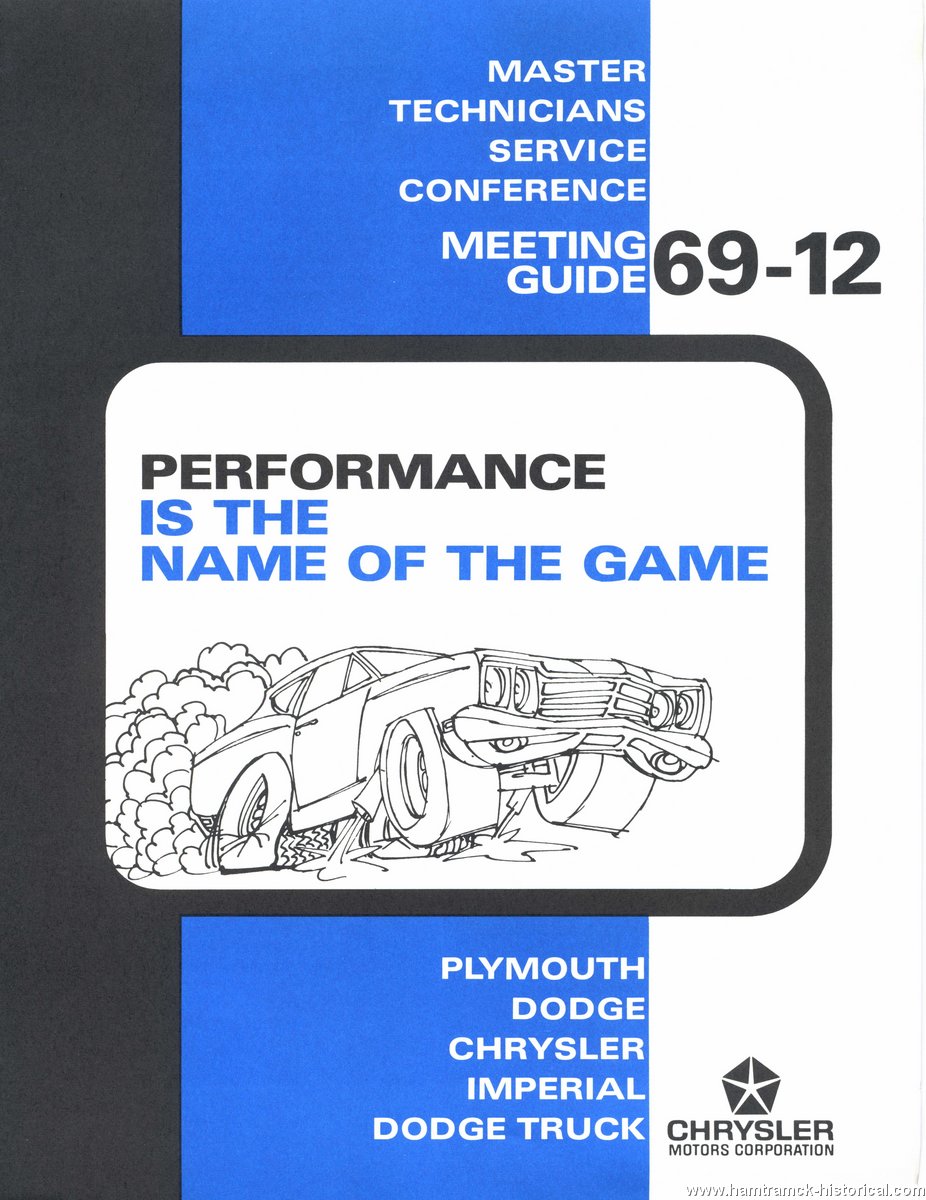 MASTER
TECHNICIANS
SERVICE
CONFERENCE
MEETING
GUIDE 69-12
PERFORMANCE
IS THE
NAME OF THE GAME
PLYMOUTH
DODGE
CHRYSLER
IMPERIAL
DODGE TRUCK
CHRYSLER
MOTORS CORPORATION
www.hamtramck-historical.com